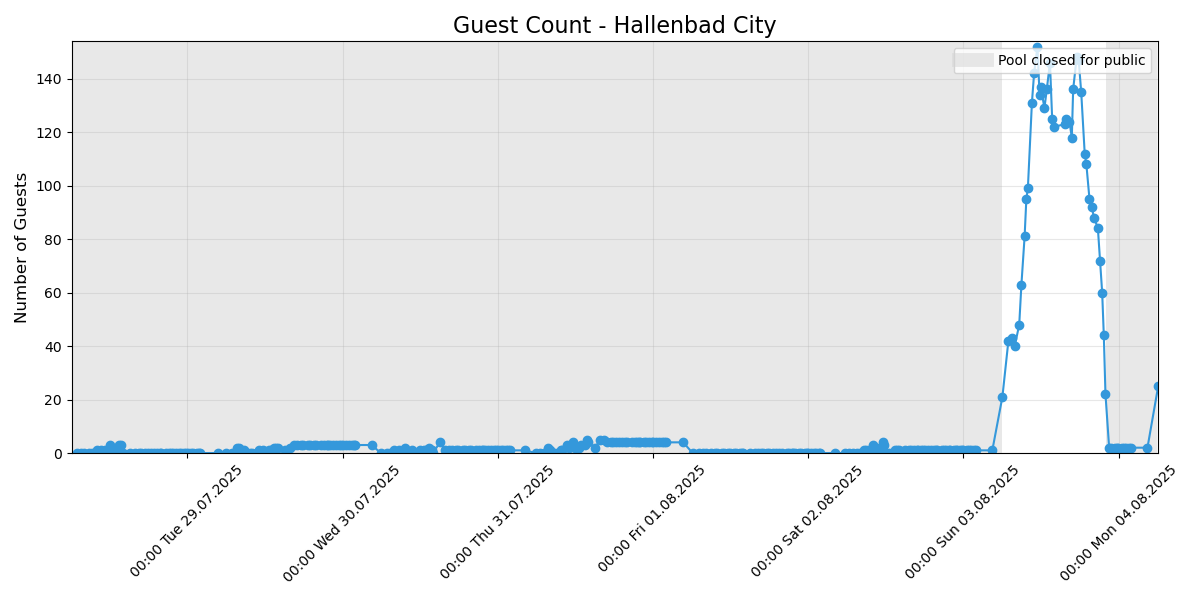 Guest Count - Hallenbad City
Pool closed for public
Number of Guests
140
120
100
80
60
40
20
0
00:00 Tue 29.07.2025
00:00 Wed 30.07.2025
00:00 Thu 31.07.2025
00:00 Fri 01.08.2025
00:00 Sat 02.08.2025
00:00 Sun 03.08.2025
00:00 Mon 04.08.2025